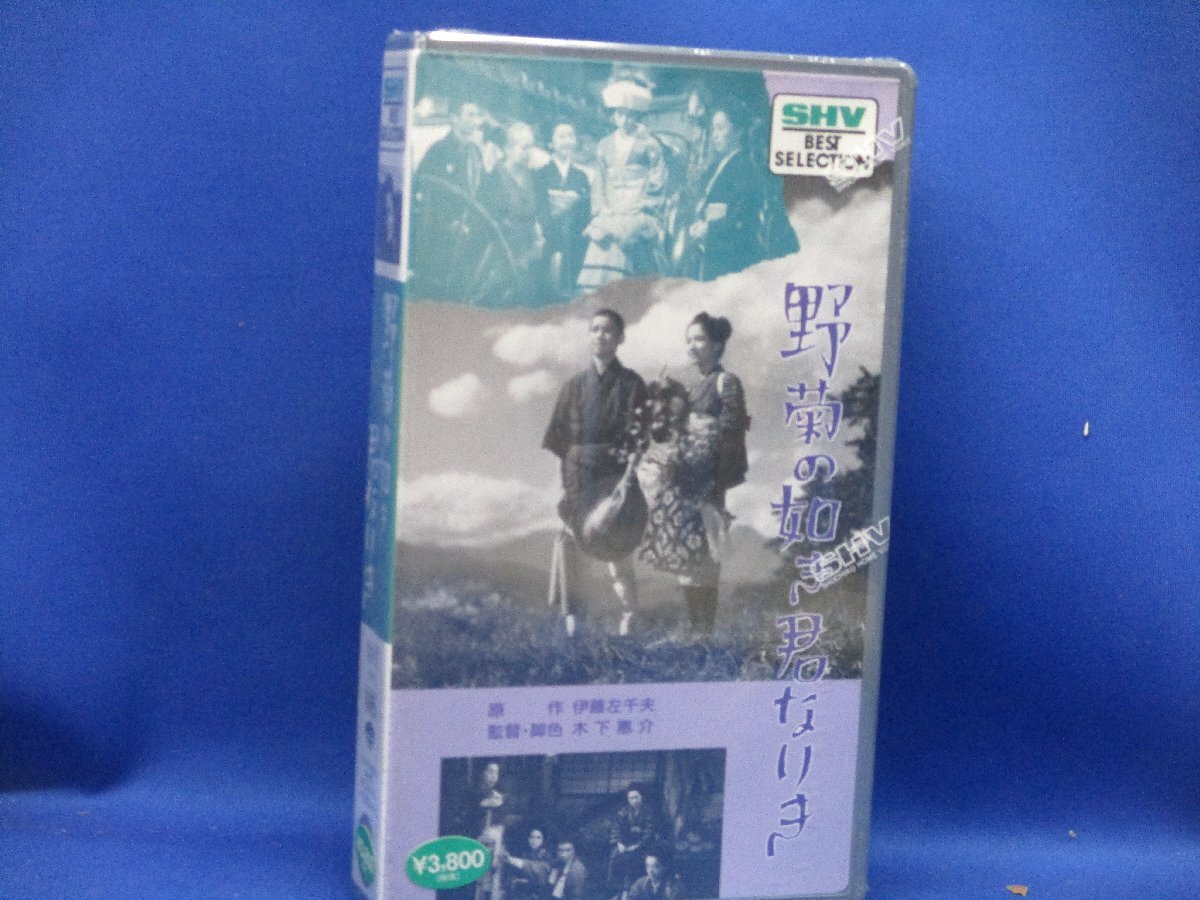 SHV
BEST
SELECTION
野菊の如き君なりき
SHV
原 作 伊藤左千夫
監督・脚色 木下惠介
¥3,800